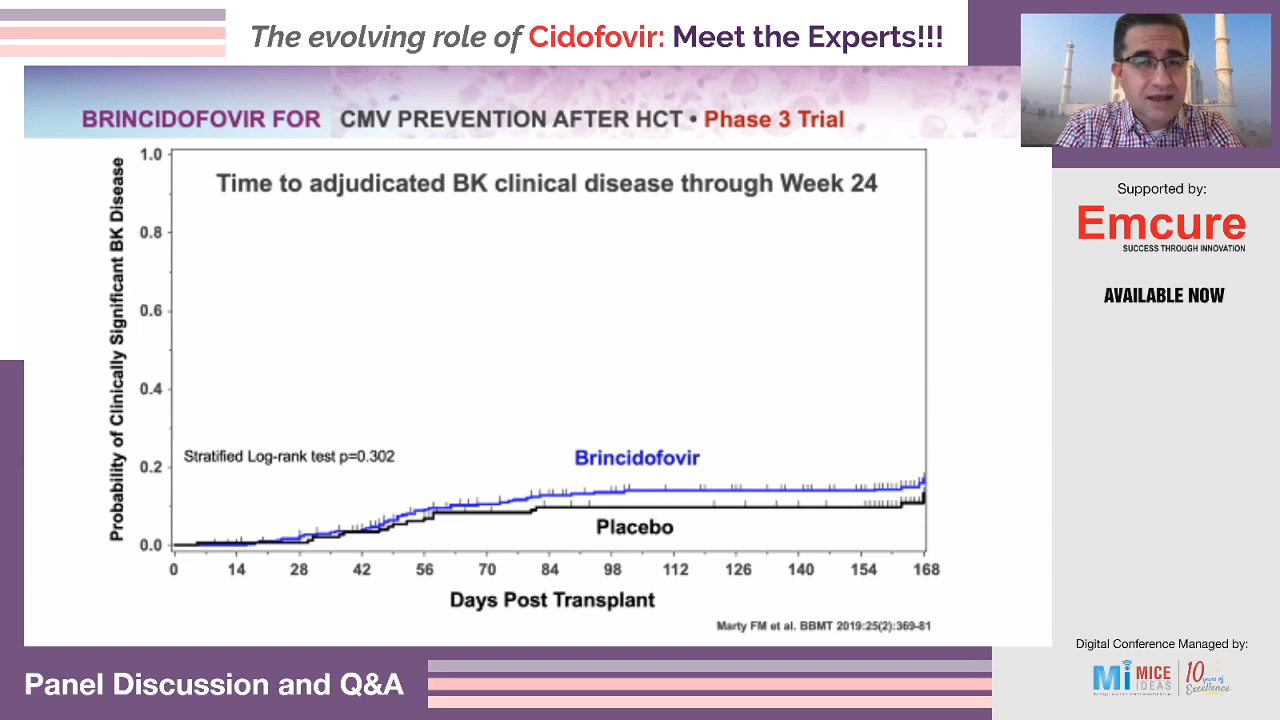 The evolving role of Cidofovir: Meet the Experts!!!
BRINCIDOFOVIR FOR CMV PREVENTION AFTER HCT • Phase 3 Trial
Time to adjudicated BK clinical disease through Week 24
Probability of Clinically Significant BK Disease
1.0
0.8
0.6
0.4
0.2
0.0
Stratified Log-rank test p=0.302
Brincidofovir
Placebo
0 14 28 42 56 70 84 98 112 126 140 154 168
Days Post Transplant
Marty FM et al. BBMT 2019:25(2):369-81
Supported by:
Emcure
SUCCESS THROUGH INNOVATION
AVAILABLE NOW
Digital Conference Managed by:
Mi MICE
IDEAS
10 years of
Excellence
Panel Discussion and Q&A